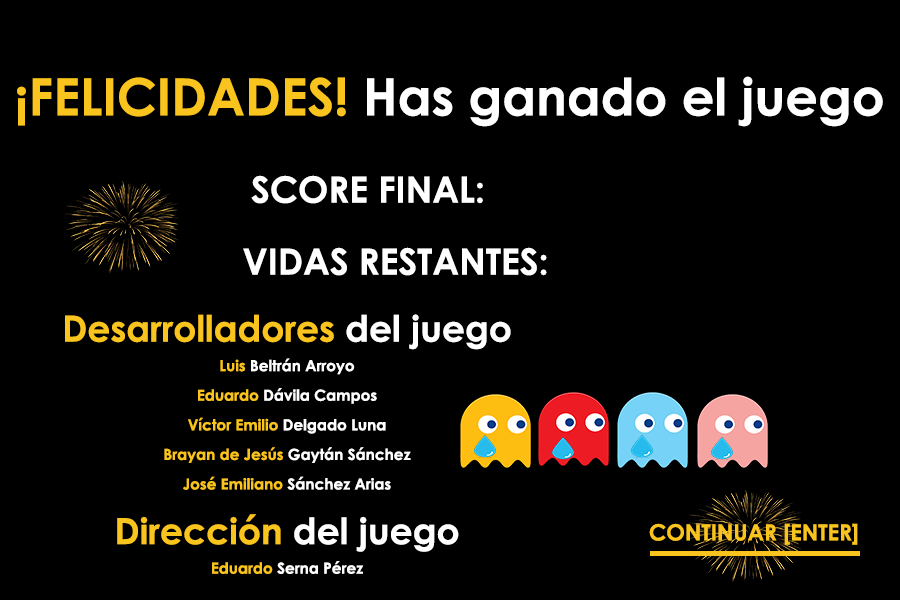 ¡FELICIDADES! Has ganado el juego
SCORE FINAL:
VIDAS RESTANTES:
Desarrolladores del juego
Luis Beltrán Arroyo
Eduardo Dávila Campos
Víctor Emilio Delgado Luna
Brayan de Jesús Gaytán Sánchez
José Emiliano Sánchez Arias
Dirección del juego
Eduardo Serna Pérez
CONTINUAR [ENTER]